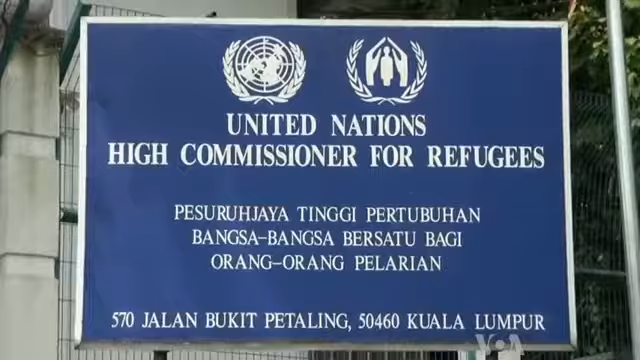 UNITED NATIONS
HIGH COMMISSIONER FOR REFUGEES
PESURUHJAYA TINGGI PERTUBUHAN
BANGSA-BANGSA BERSATU BAGI
ORANG-ORANG PELARIAN
570 JALAN BUKIT PETALING, 50460 KUALA LUMPUR
VOA